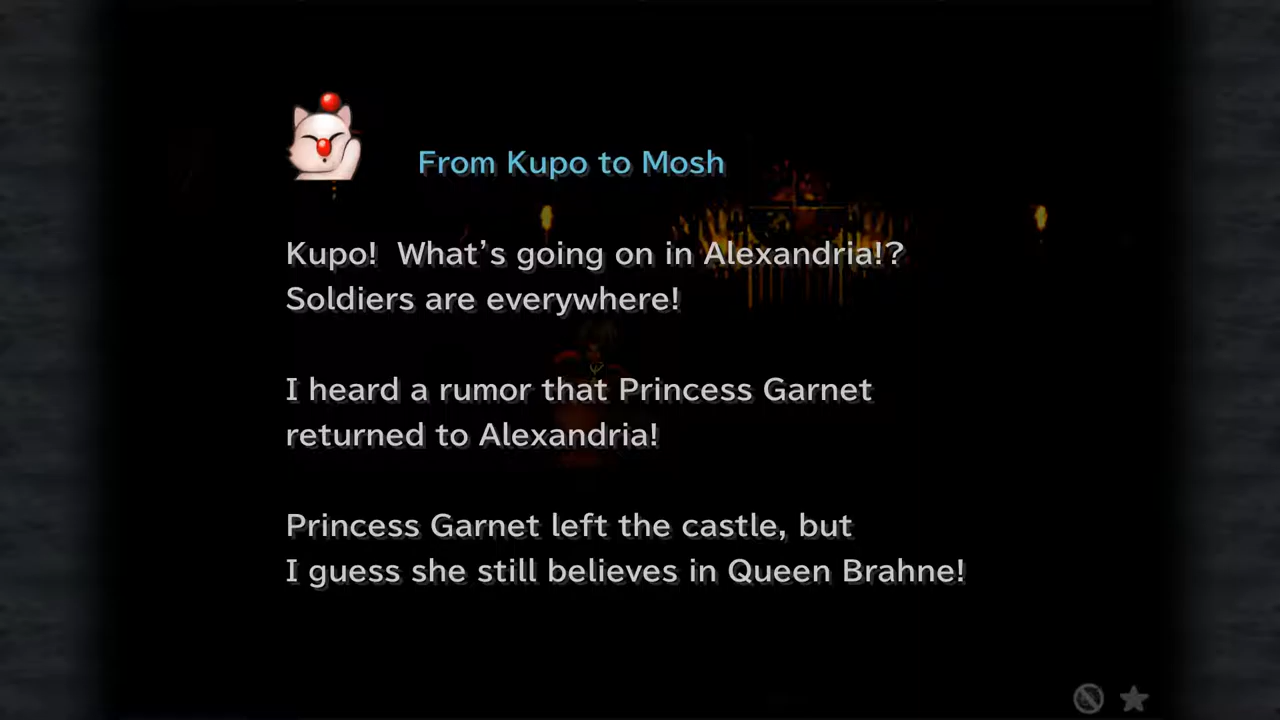 From Kupo to Mosh
Kupo!  What's going on in Alexandria!?
Soldiers are everywhere!
I heard a rumor that Princess Garnet
returned to Alexandria!
Princess Garnet left the castle, but
I guess she still believes in Queen Brahne!